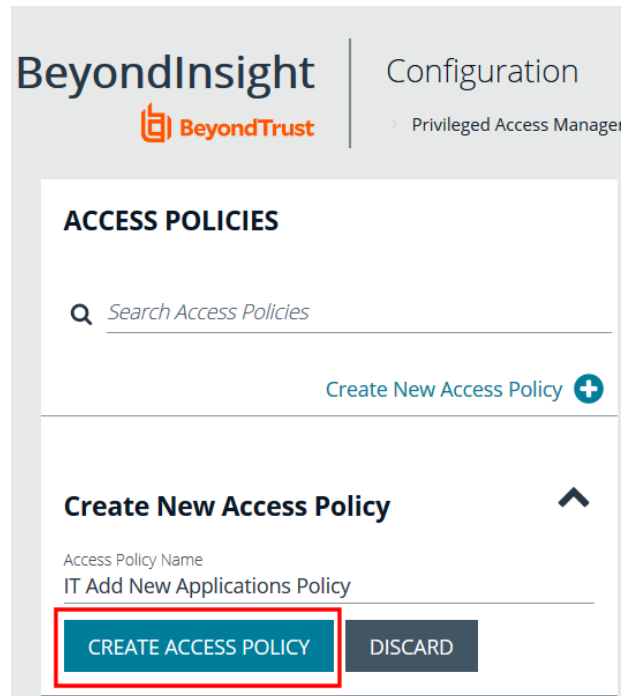 BeyondInsight
BeyondTrust
Configuration
Privileged Access Manager
ACCESS POLICIES
Search Access Policies
Create New Access Policy
Create New Access Policy
Access Policy Name
IT Add New Applications Policy
CREATE ACCESS POLICY DISCARD